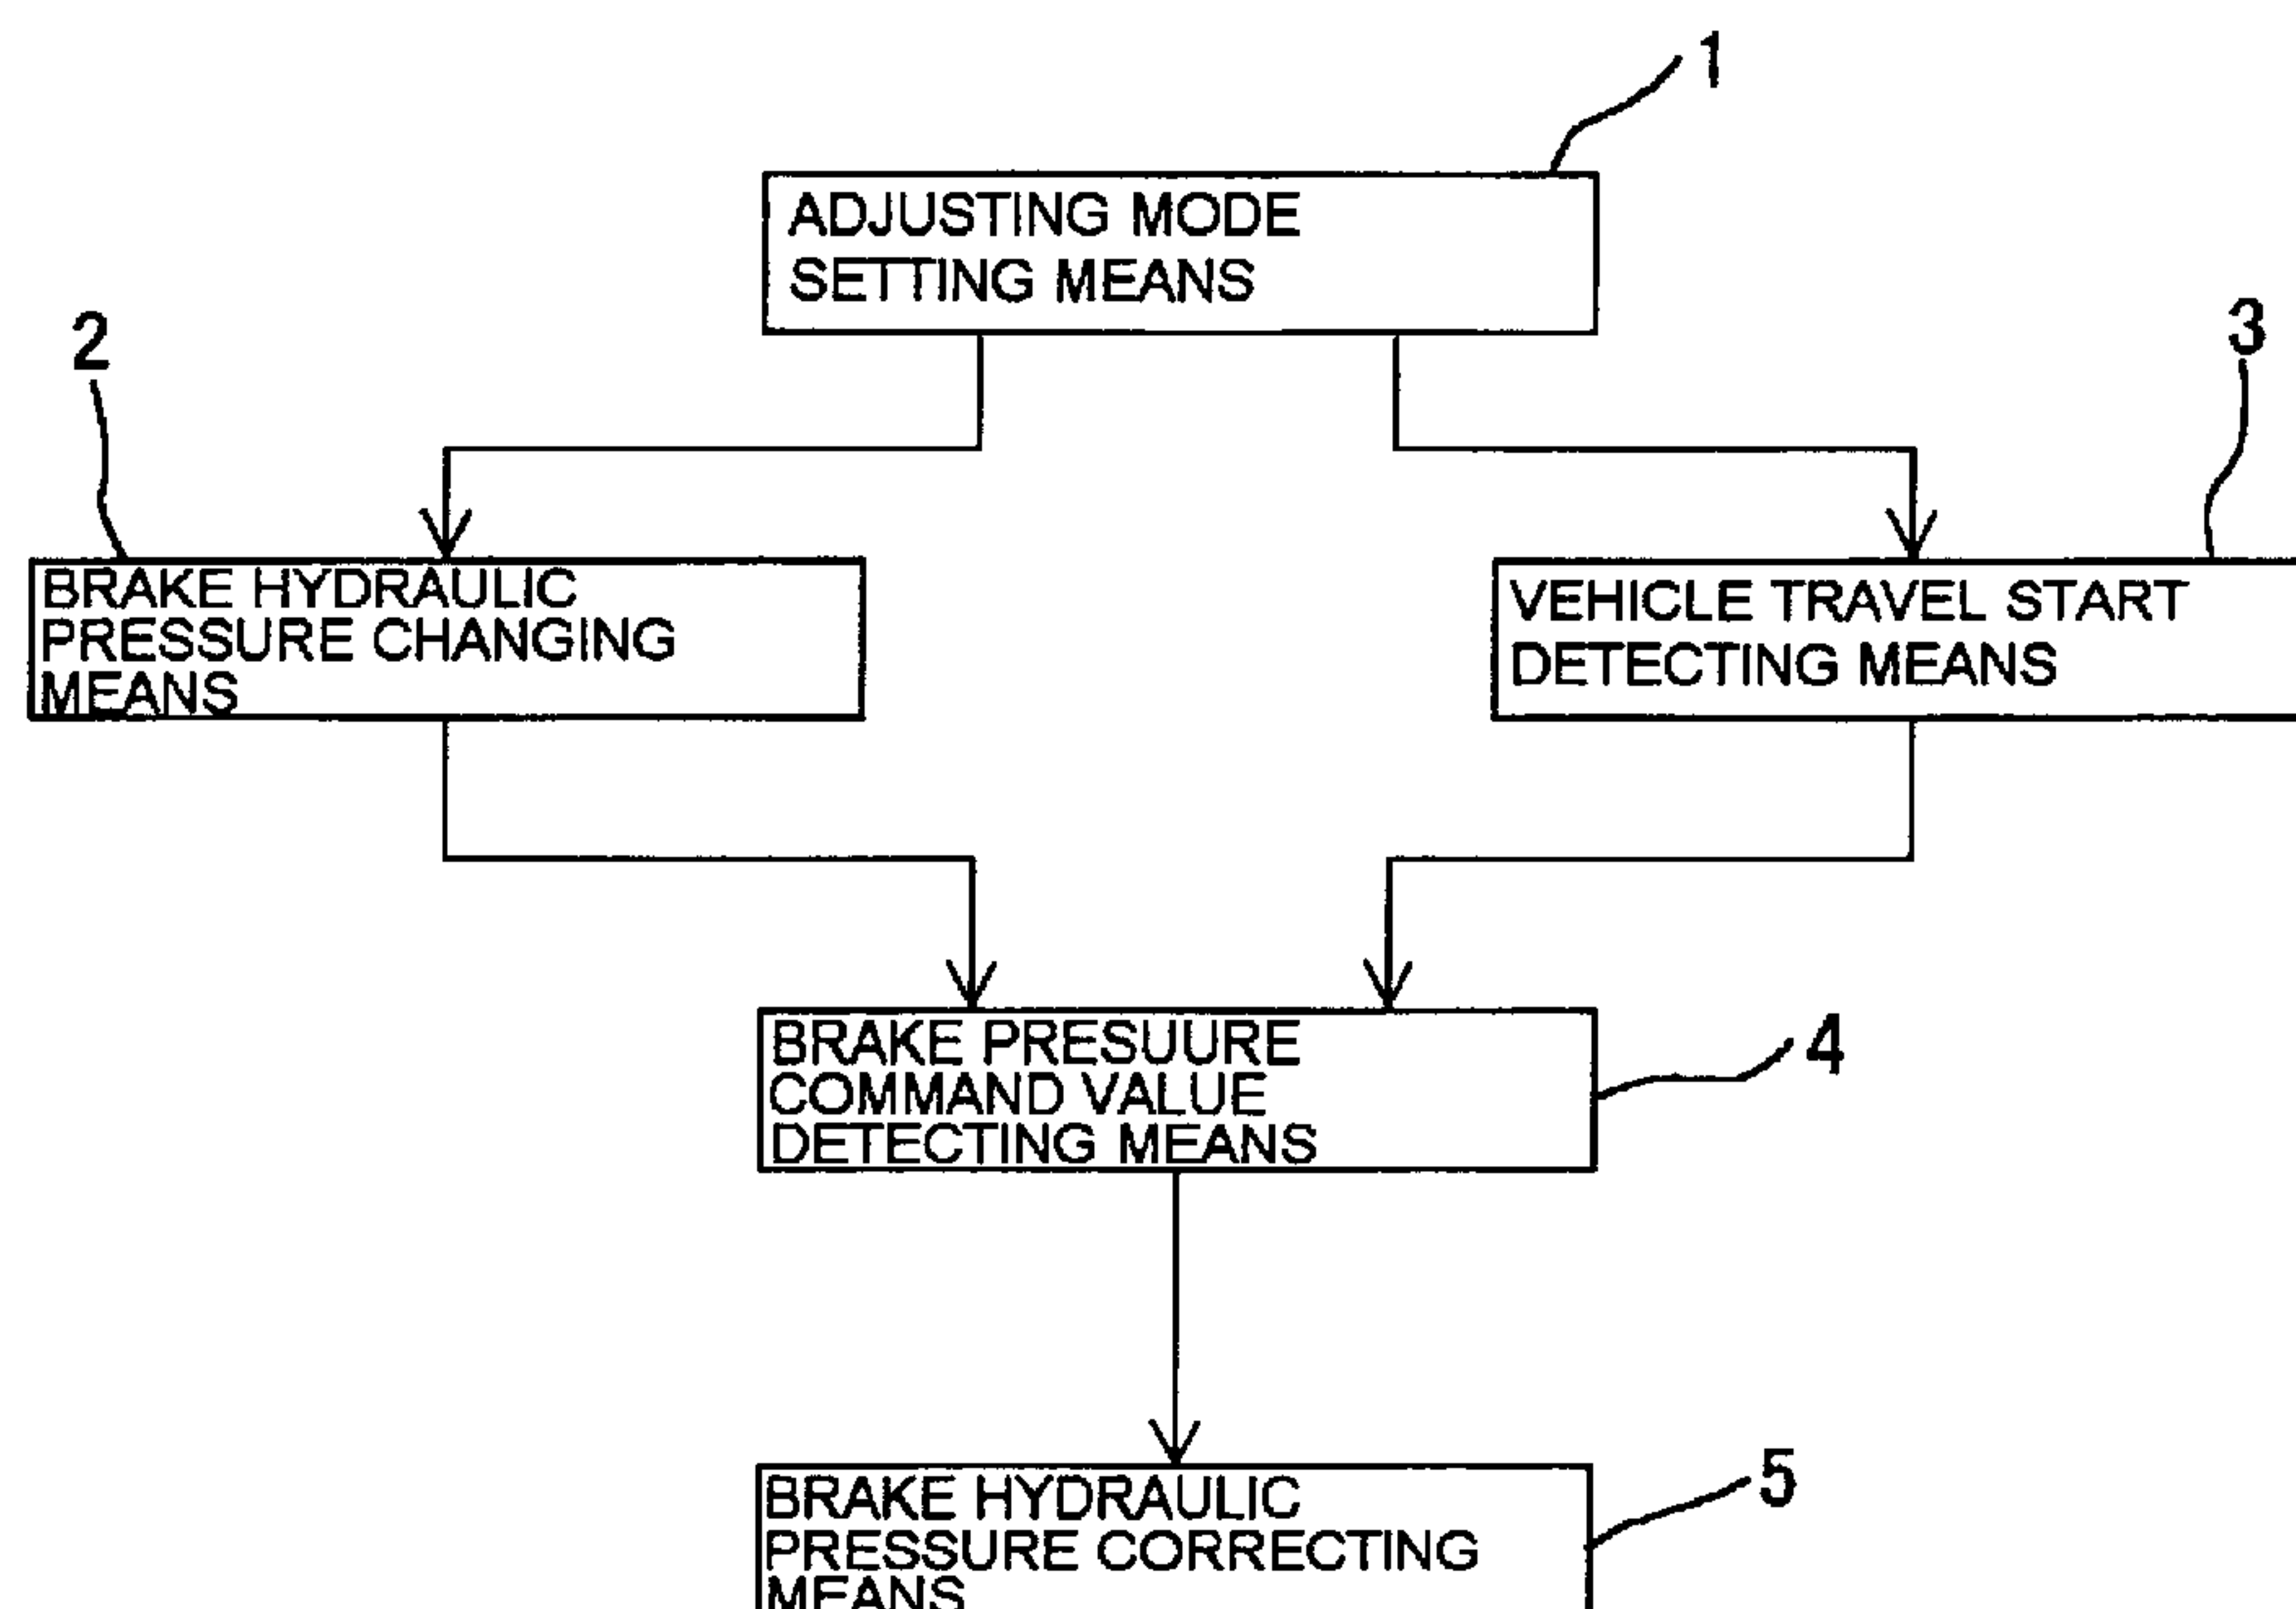 1
ADJUSTING MODE
SETTING MEANS
2
3
BRAKE HYDRAULIC
PRESSURE CHANGING
MEANS
VEHICLE TRAVEL START
DETECTING MEANS
BRAKE PRESUURE
COMMAND VALUE
DETECTING MEANS
4
BRAKE HYDRAULIC
PRESSURE CORRECTING
MEANS
5